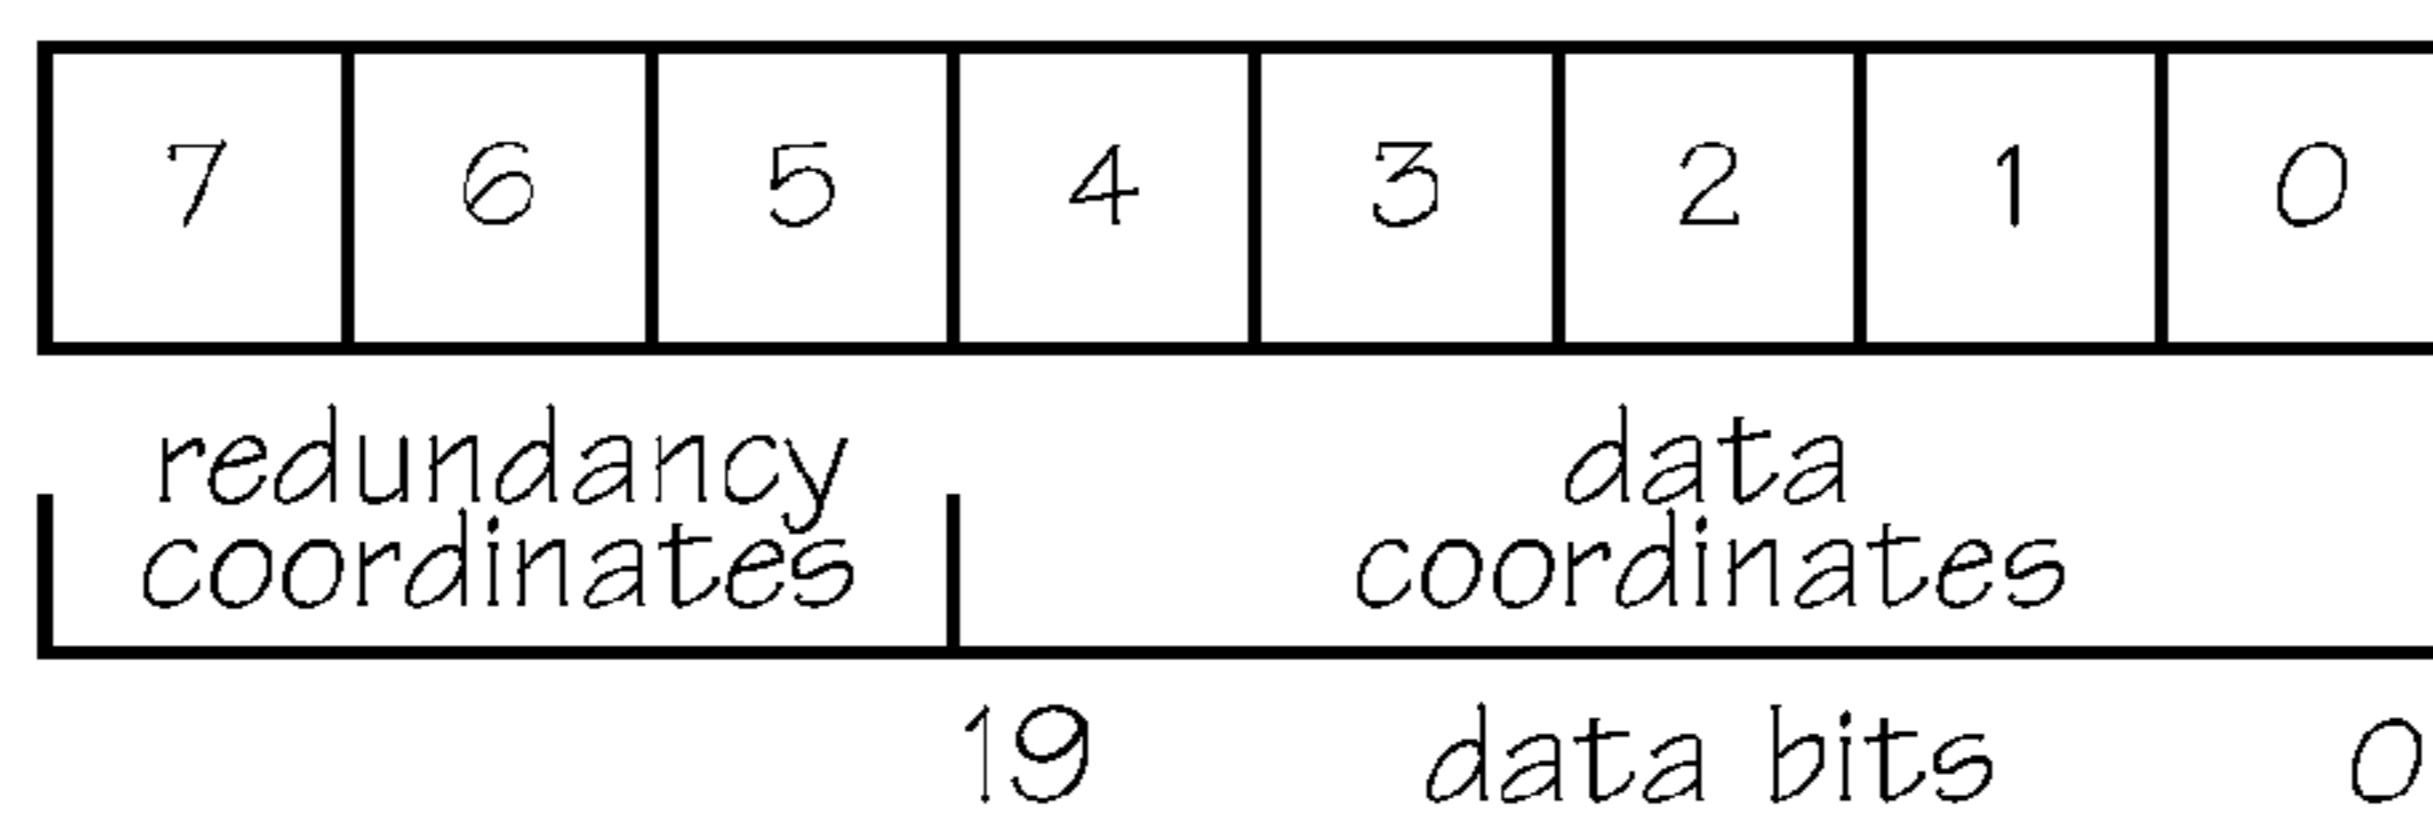 7 6 5 4 3 2 1 0
redundancy data
coordinates coordinates
19 data bits 0